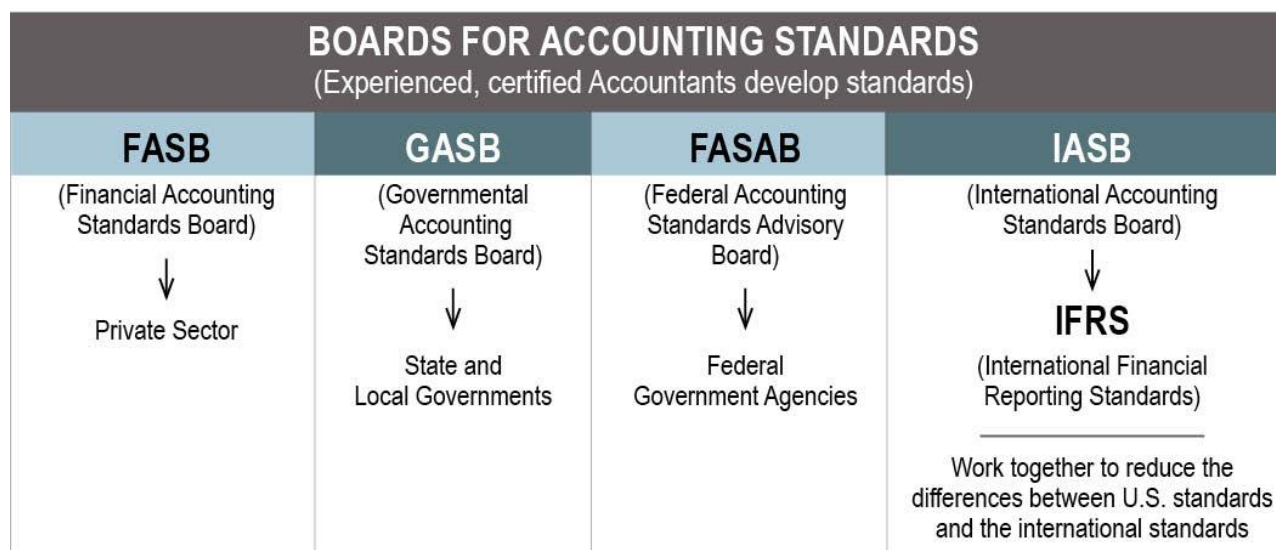 BOARDS FOR ACCOUNTING STANDARDS
(Experienced, certified Accountants develop standards)
FASB
(Financial Accounting
Standards Board)
Private Sector
GASB
(Governmental
Accounting
Standards Board)
State and
Local Governments
FASAB
(Federal Accounting
Standards Advisory
Board)
Federal
Government Agencies
IASB
(International Accounting
Standards Board)
IFRS
(International Financial
Reporting Standards)
Work together to reduce the
differences between U.S. standards
and the international standards